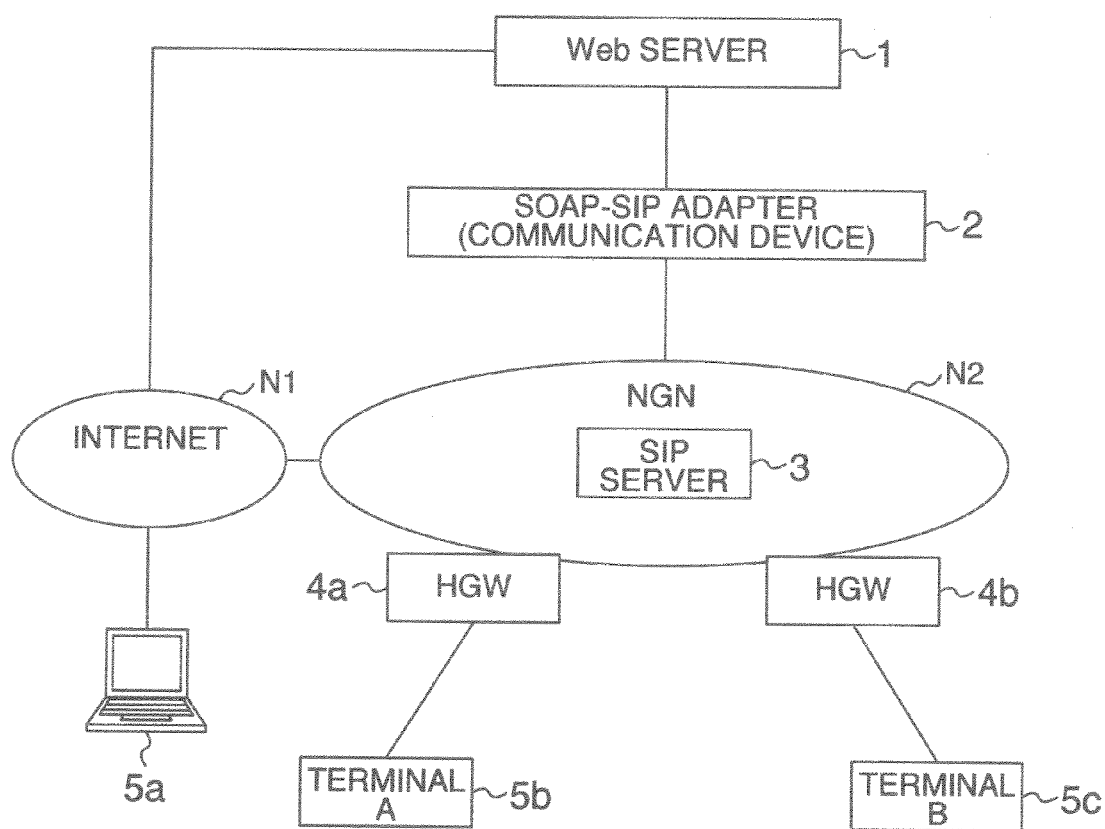 Web SERVER
1
SOAP-SIP ADAPTER
(COMMUNICATION DEVICE)
2
N1
N2
INTERNET
NGN
SIP
SERVER
3
4a
HGW
HGW
4b
5a
TERMINAL
A
5b
TERMINAL
B
5c